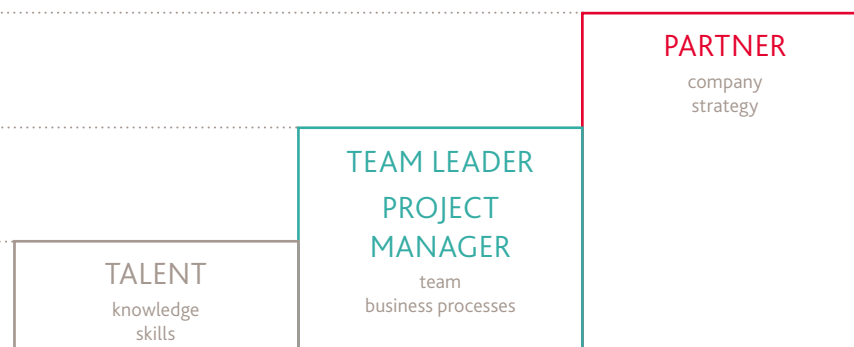 PARTNER
company
strategy
TEAM LEADER
PROJECT
MANAGER
team
business processes
TALENT
knowledge
skills